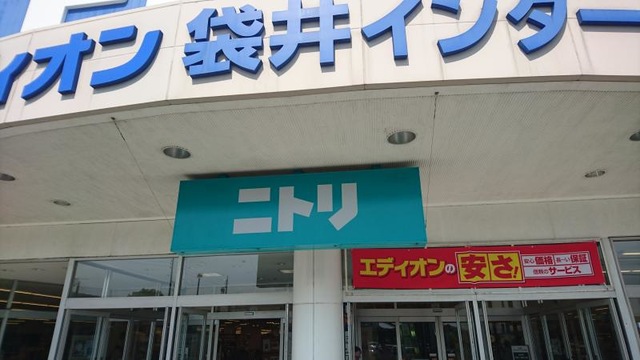 ィオン 袋井インター
ニトリ
エディオンの安さ!
安心価格 長〜い保証
信頼のサービス